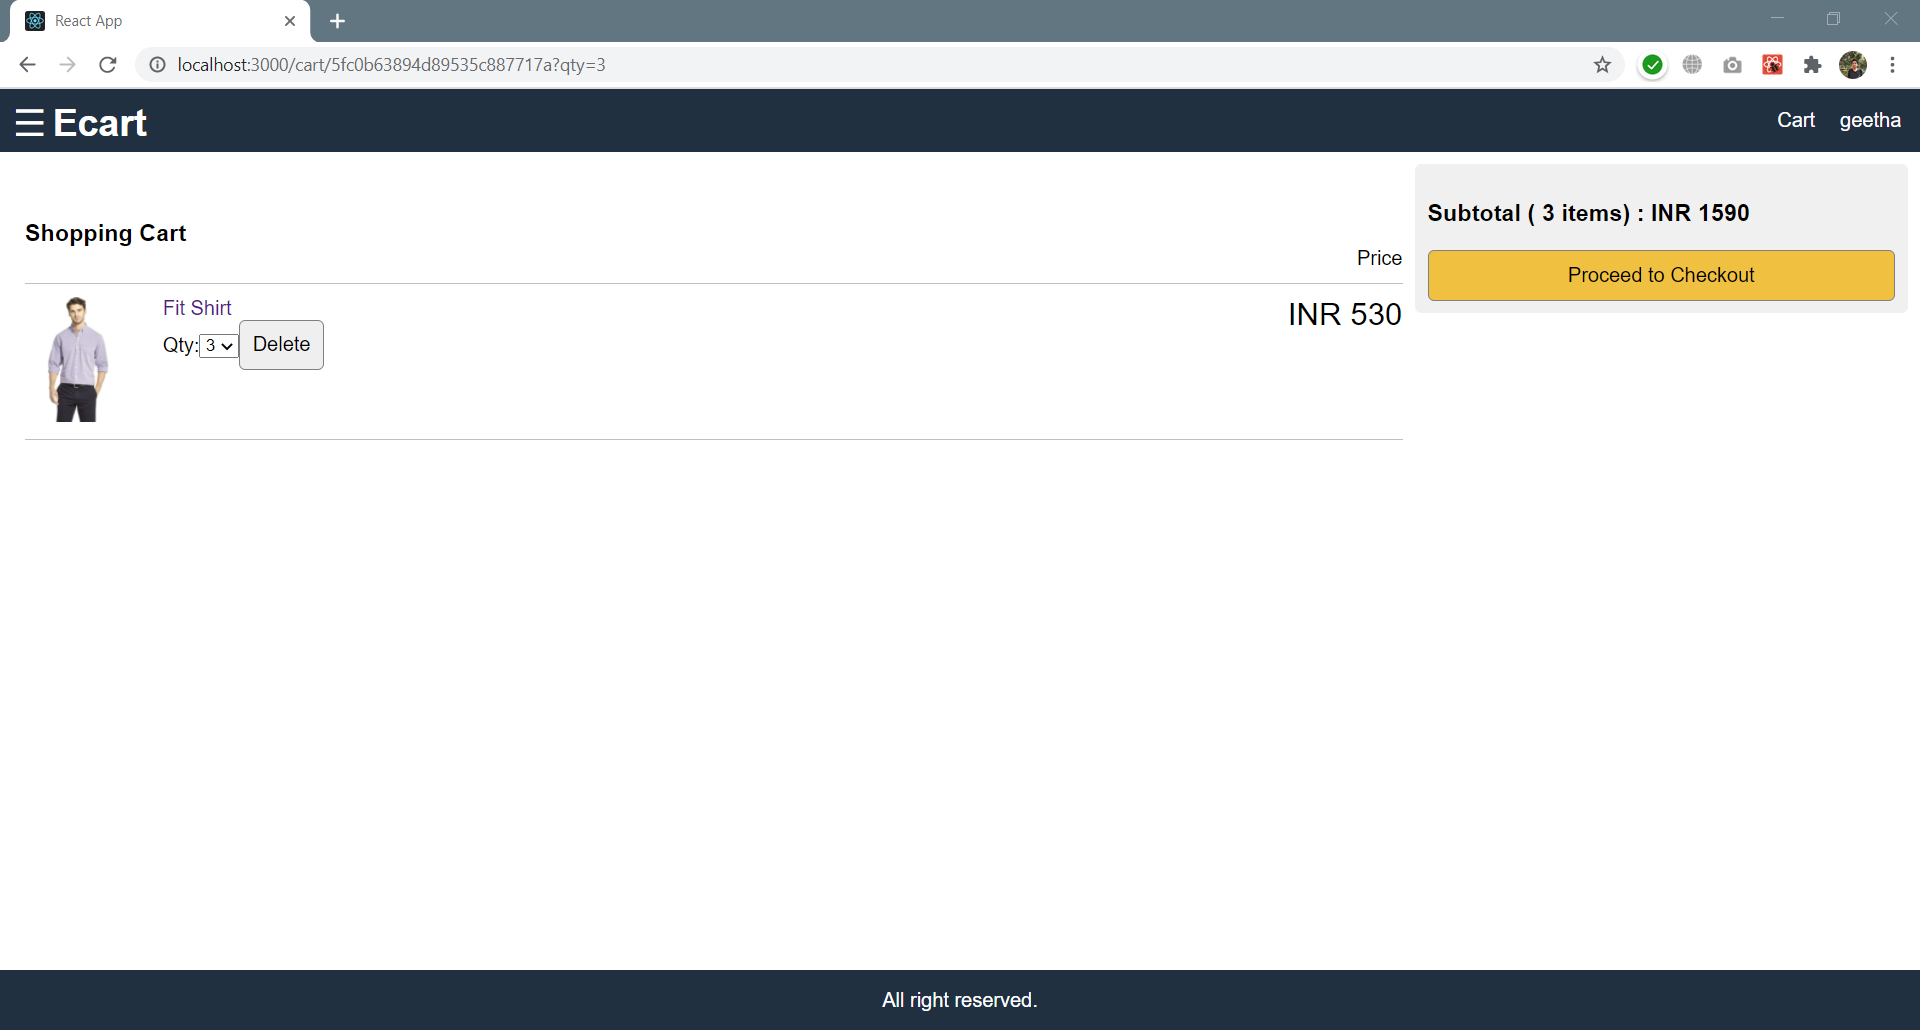 React App
localhost:3000/cart/5fc0b63894d89535c887717a?qty=3
☰ Ecart
Cart geetha
Shopping Cart
Price
Fit Shirt
Qty: 3 Delete
INR 530
Subtotal ( 3 items) : INR 1590
Proceed to Checkout
All right reserved.